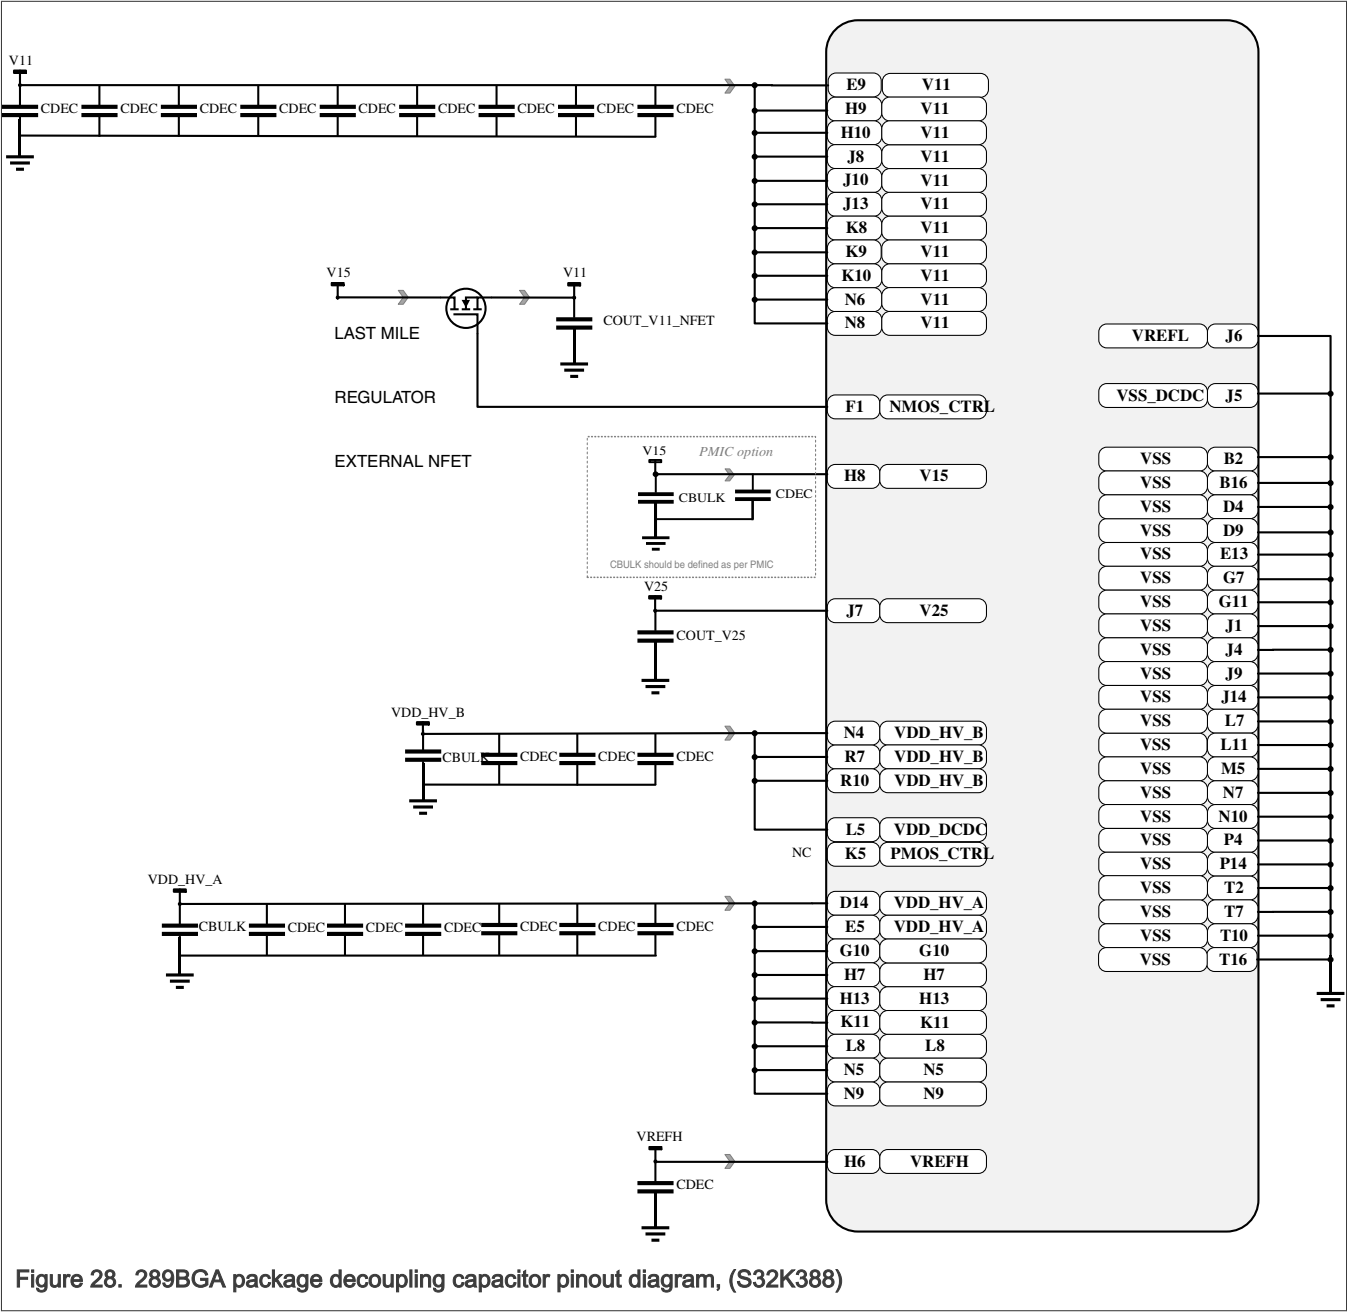 V11
CDEC CDEC CDEC CDEC CDEC CDEC CDEC CDEC CDEC
E9 V11
H9 V11
H10 V11
J8 V11
J10 V11
J13 V11
K8 V11
K9 V11
K10 V11
N6 V11
N8 V11
V15 V11
COUT_V11_NFET
LAST MILE
REGULATOR
EXTERNAL NFET
F1 NMOS_CTRL
V15 PMIC option
CBULK CDEC
CBULK should be defined as per PMIC
H8 V15
V25
COUT_V25
J7 V25
VDD_HV_B
CBULK CDEC CDEC CDEC
N4 VDD_HV_B
R7 VDD_HV_B
R10 VDD_HV_B
L5 VDD_DCDC
NC K5 PMOS_CTRL
VDD_HV_A
CBULK CDEC CDEC CDEC CDEC CDEC CDEC
D14 VDD_HV_A
E5 VDD_HV_A
G10 G10
H7 H7
H13 H13
K11 K11
L8 L8
N5 N5
N9 N9
VREFH
CDEC
H6 VREFH
VREFL J6
VSS_DCDC J5
VSS B2
VSS B16
VSS D4
VSS D9
VSS E13
VSS G7
VSS G11
VSS J1
VSS J4
VSS J9
VSS J14
VSS L7
VSS L11
VSS M5
VSS N7
VSS N10
VSS P4
VSS P14
VSS T2
VSS T7
VSS T10
VSS T16
Figure 28. 289BGA package decoupling capacitor pinout diagram, (S32K388)